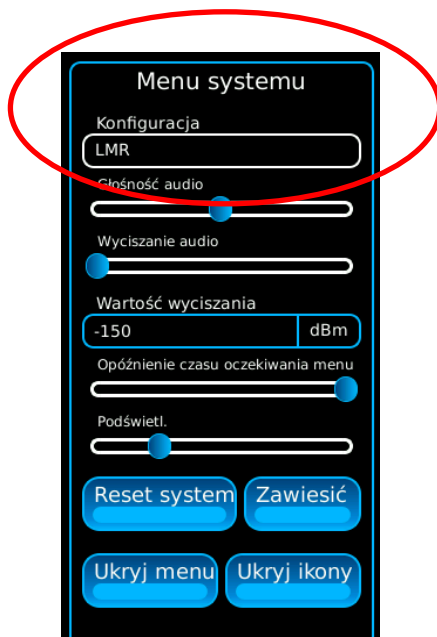 Menu systemu
Konfiguracja
LMR
Głośność audio
Wyciszanie audio
Wartość wyciszania
-150 dBm
Opóźnienie czasu oczekiwania menu
Podświetl.
Reset system Zawiesić
Ukryj menu Ukryj ikony